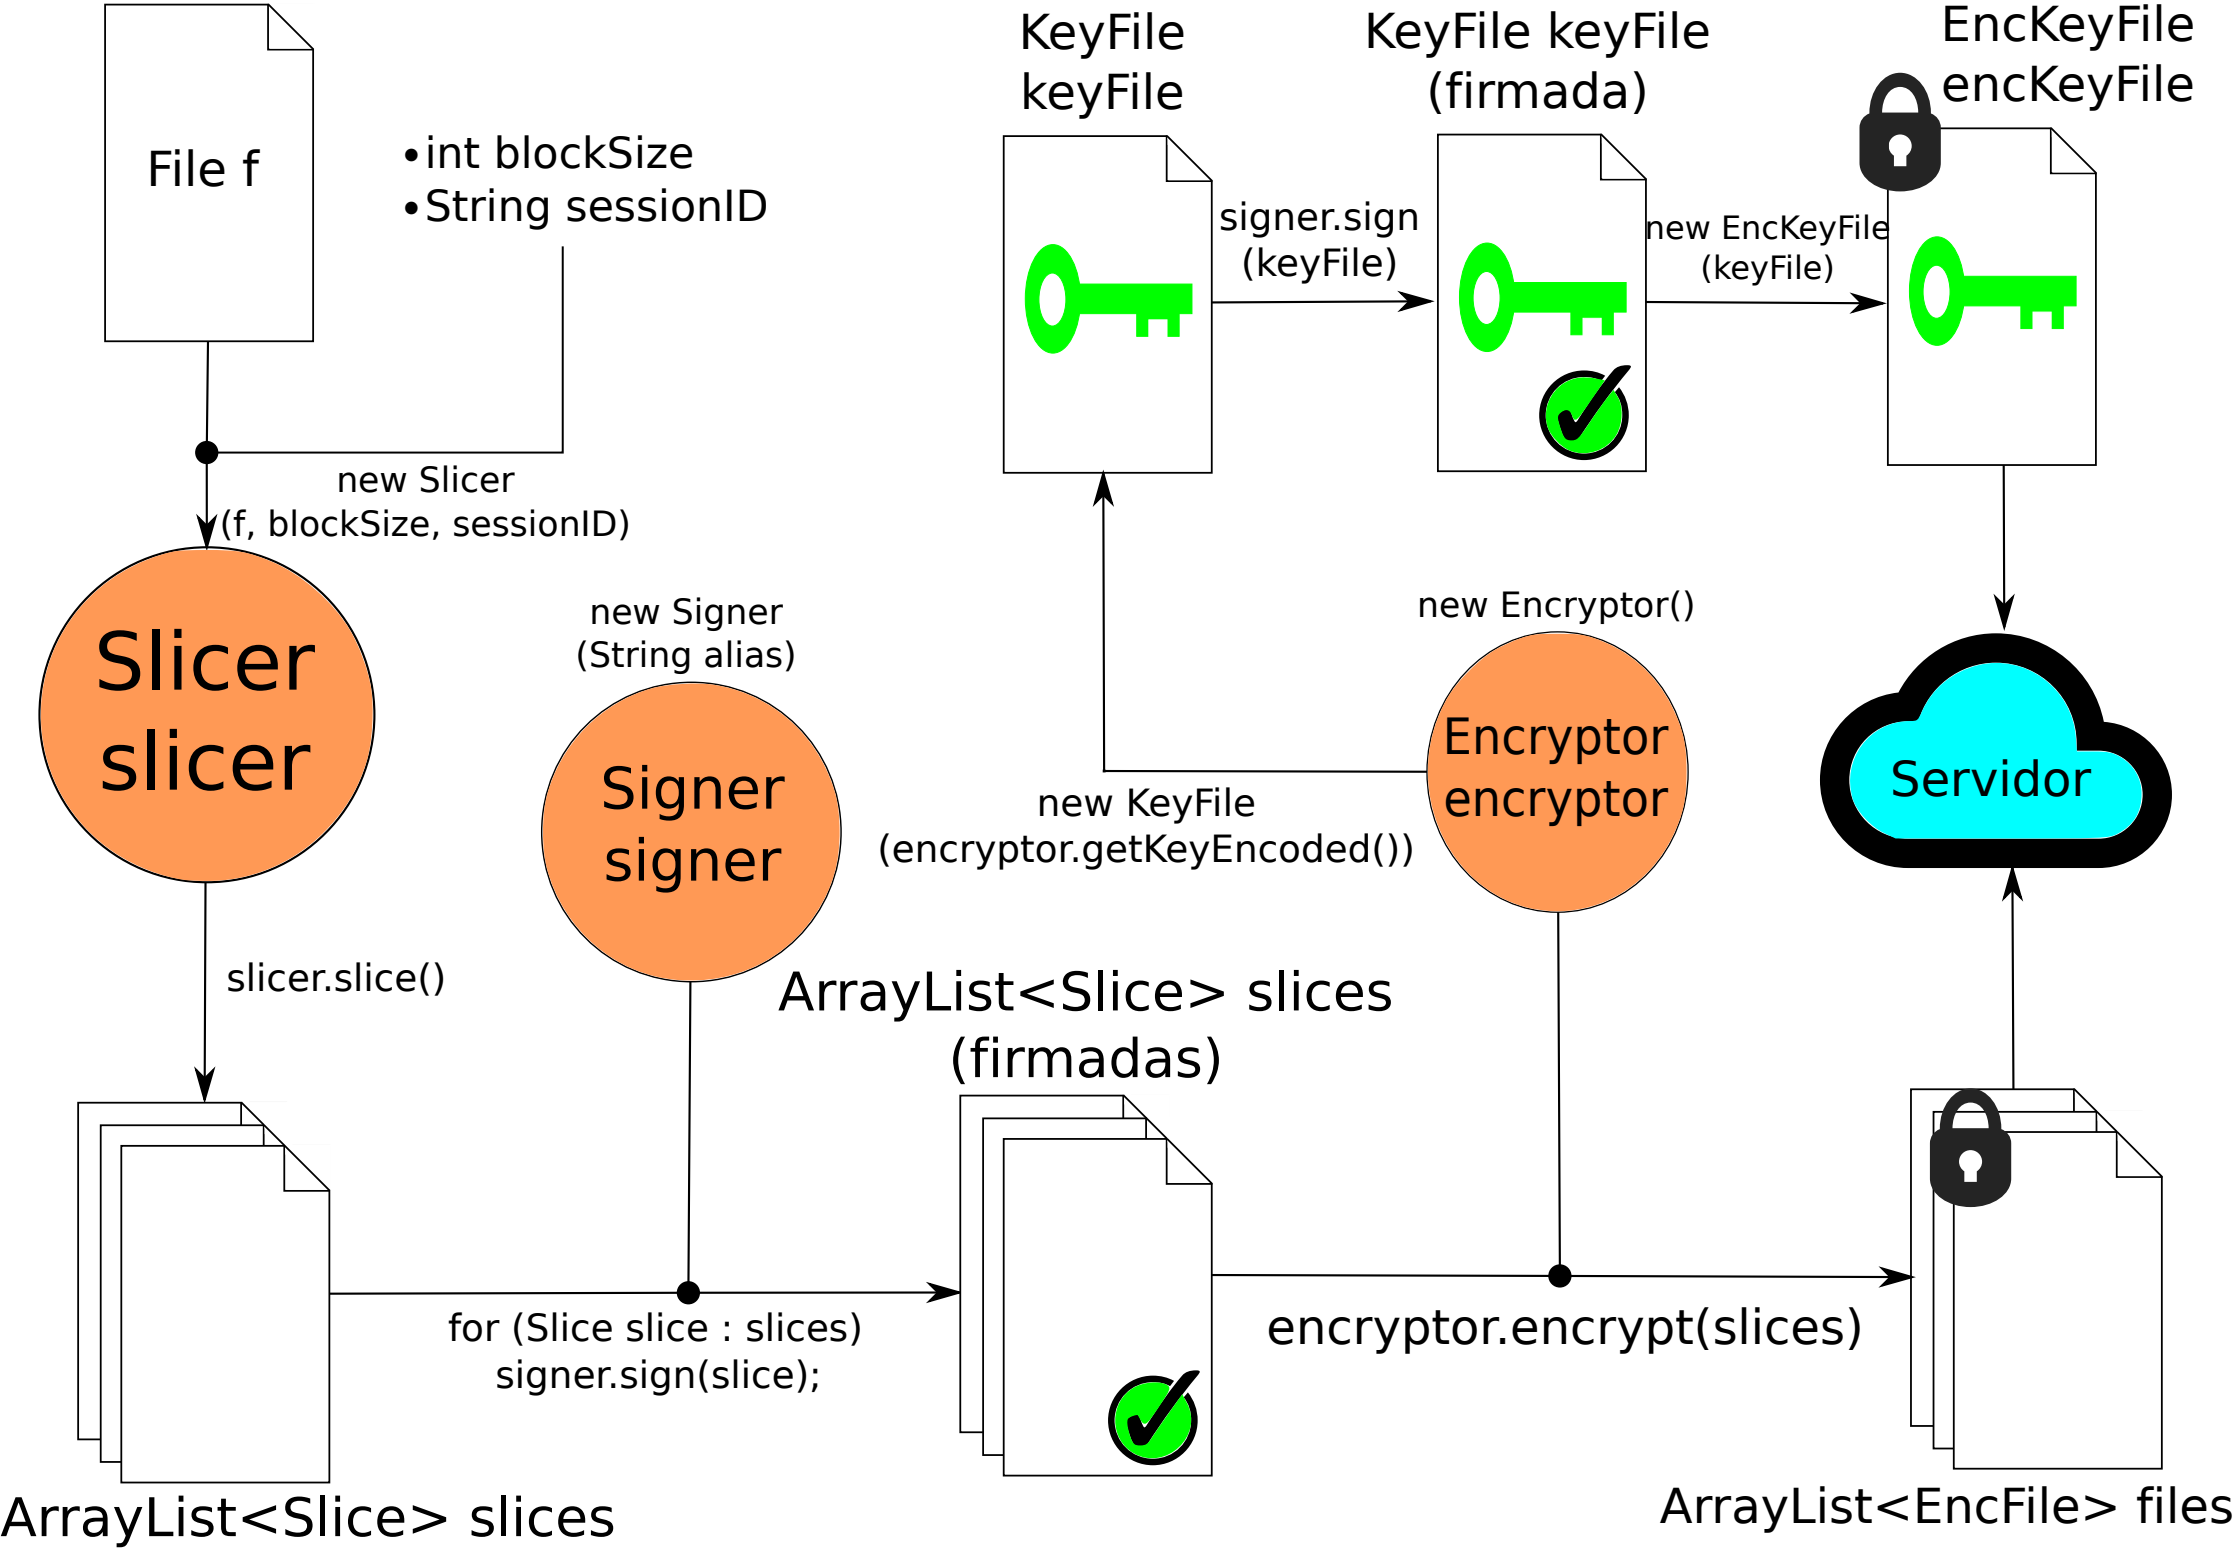 File f
•int blockSize
•String sessionID
new Slicer
(f, blockSize, sessionID)
Slicer
slicer
slicer.slice()
ArrayList<Slice> slices
new Signer
(String alias)
Signer
signer
for (Slice slice : slices)
signer.sign(slice);
ArrayList<Slice> slices
(firmadas)
new Encryptor()
Encryptor
encryptor
new KeyFile
(encryptor.getKeyEncoded())
KeyFile
keyFile
signer.sign
(keyFile)
KeyFile keyFile
(firmada)
new EncKeyFile
(keyFile)
EncKeyFile
encKeyFile
Servidor
encryptor.encrypt(slices)
ArrayList<EncFile> files